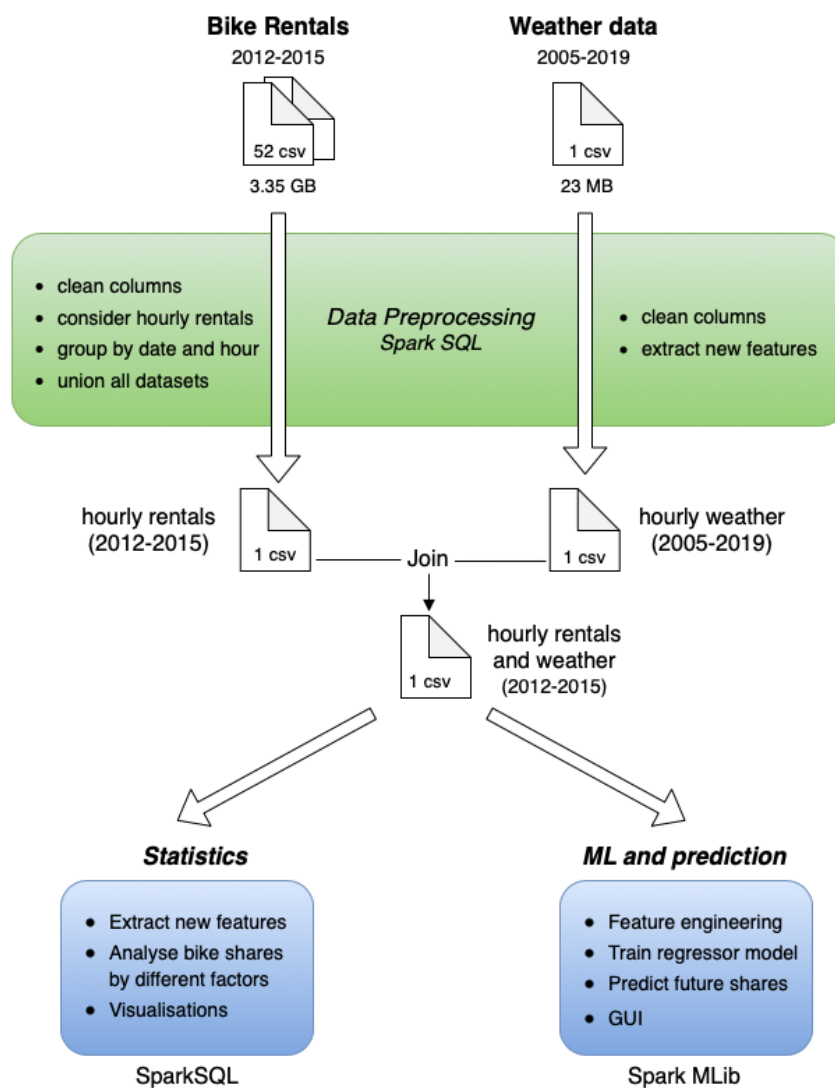 Bike Rentals
2012-2015
52 csv
3.35 GB
Weather data
2005-2019
1 csv
23 MB
• clean columns
• consider hourly rentals
• group by date and hour
• union all datasets
Data Preprocessing
Spark SQL
• clean columns
• extract new features
hourly rentals
(2012-2015)
1 csv
Join
hourly weather
(2005-2019)
1 csv
hourly rentals
and weather
(2012-2015)
1 csv
Statistics
• Extract new features
• Analyse bike shares
by different factors
• Visualisations
SparkSQL
ML and prediction
• Feature engineering
• Train regressor model
• Predict future shares
• GUI
Spark MLib